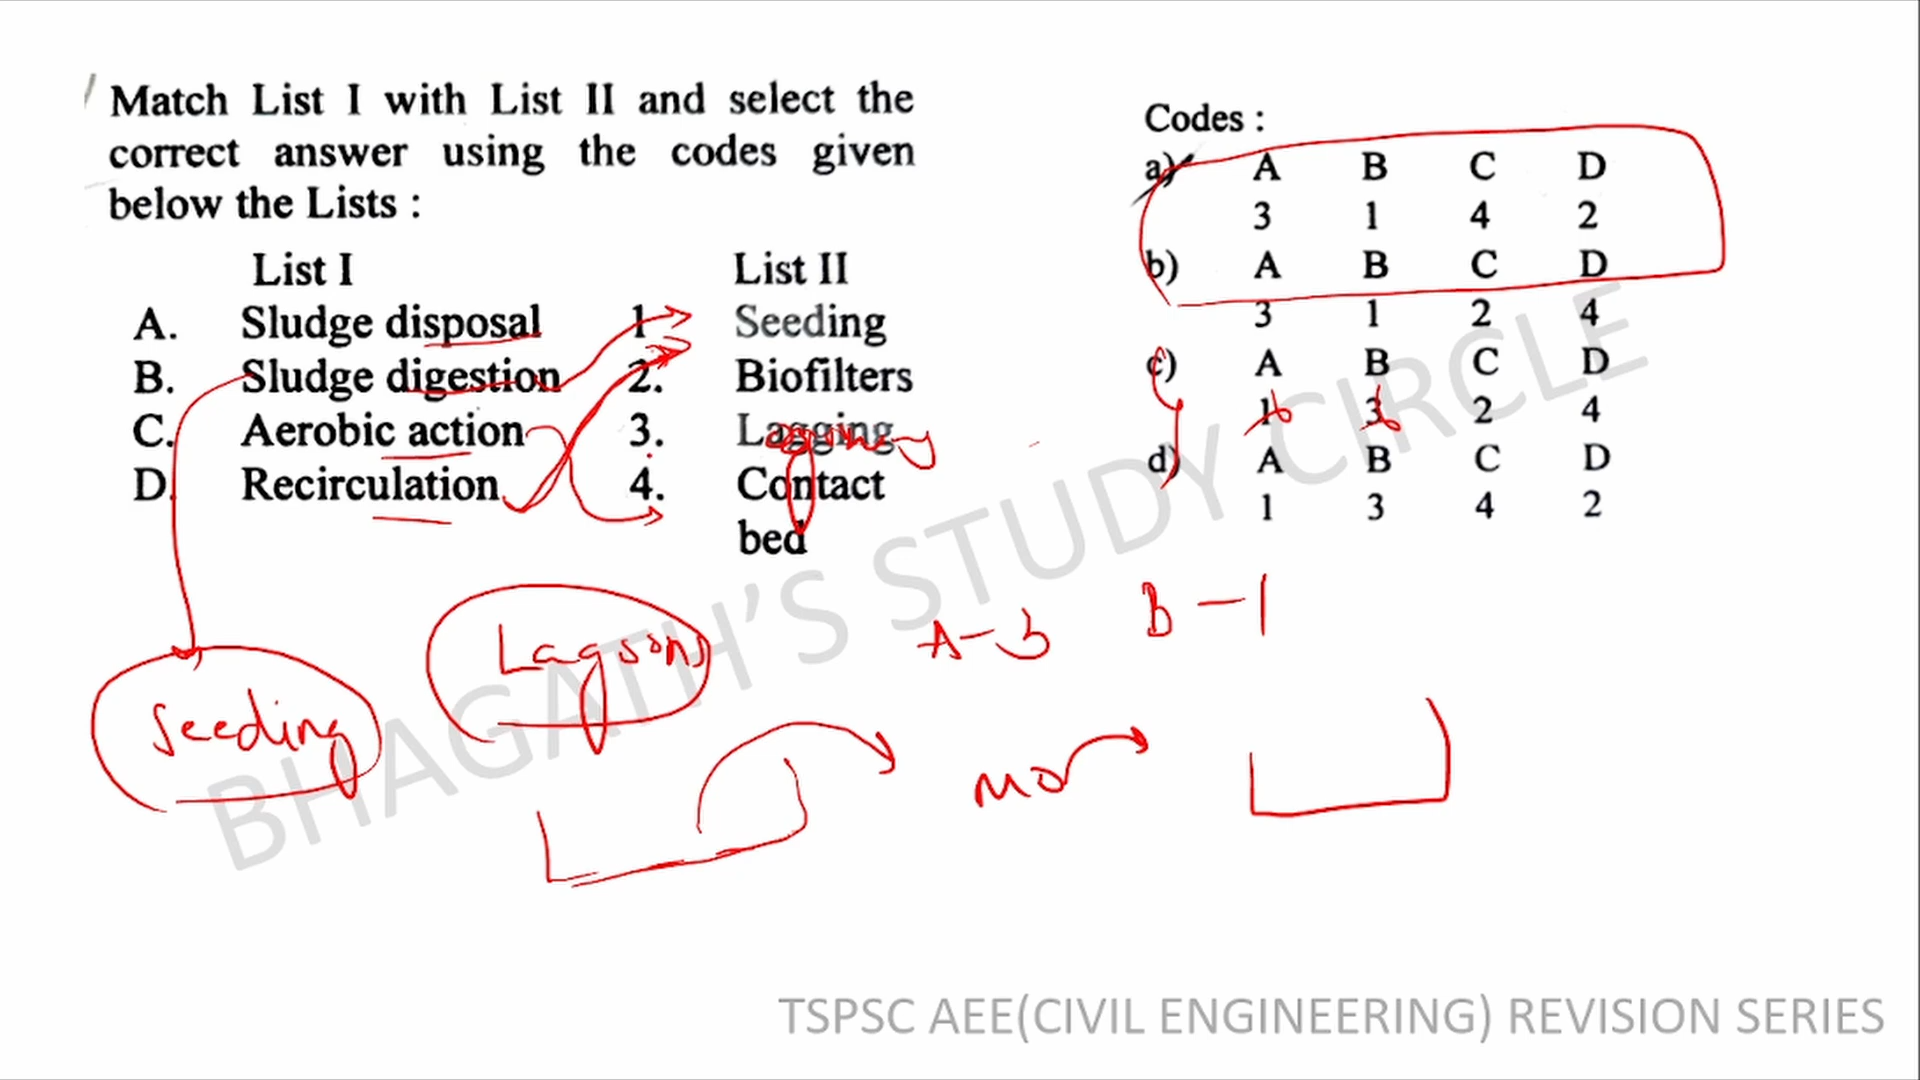 Match List I with List II and select the
correct answer using the codes given
below the Lists :
List I List II
A. Sludge disposal 1. Seeding
B. Sludge digestion 2. Biofilters
C. Aerobic action 3. Lagging
D. Recirculation 4. Contact
bed
Codes :
a) A B C D
3 1 4 2
b) A B C D
3 1 2 4
c) A B C D
1 3 2 4
d) A B C D
1 3 4 2
B - 1
A - 3
Lagoons
Seeding
MO
BHAGATH'S STUDY CIRCLE
TSPSC AEE(CIVIL ENGINEERING) REVISION SERIES